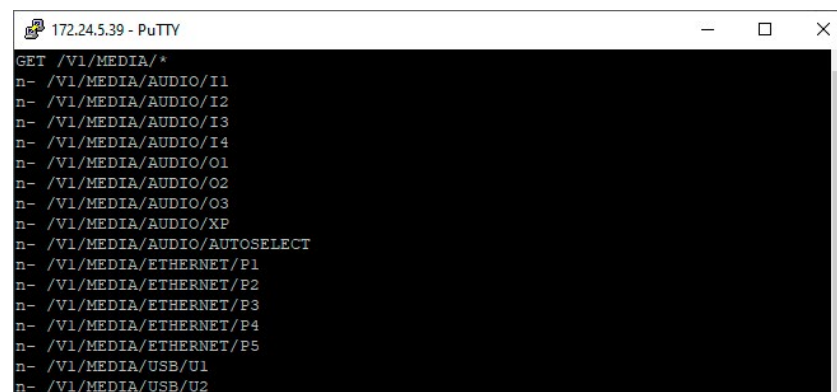 172.24.5.39 - PuTTY
GET /V1/MEDIA/*
n- /V1/MEDIA/AUDIO/I1
n- /V1/MEDIA/AUDIO/I2
n- /V1/MEDIA/AUDIO/I3
n- /V1/MEDIA/AUDIO/I4
n- /V1/MEDIA/AUDIO/O1
n- /V1/MEDIA/AUDIO/O2
n- /V1/MEDIA/AUDIO/O3
n- /V1/MEDIA/AUDIO/XP
n- /V1/MEDIA/AUDIO/AUTOSELECT
n- /V1/MEDIA/ETHERNET/P1
n- /V1/MEDIA/ETHERNET/P2
n- /V1/MEDIA/ETHERNET/P3
n- /V1/MEDIA/ETHERNET/P4
n- /V1/MEDIA/ETHERNET/P5
n- /V1/MEDIA/USB/U1
n- /V1/MEDIA/USB/U2